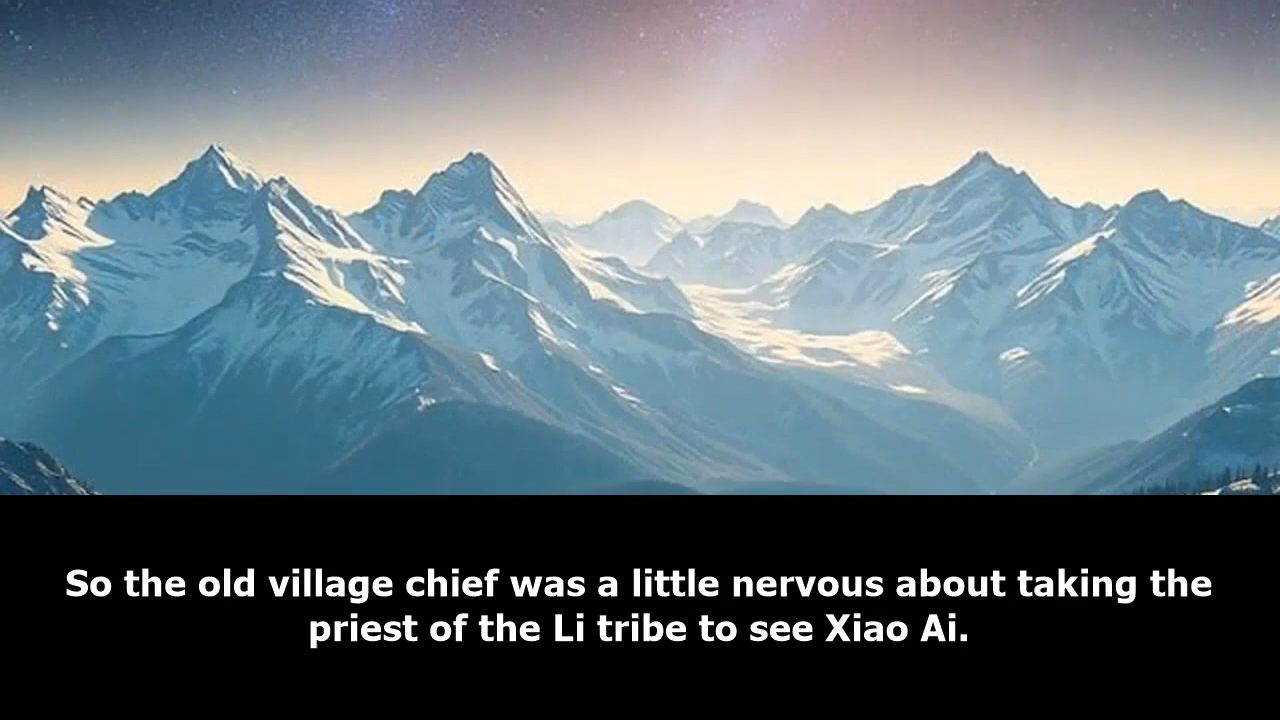 So the old village chief was a little nervous about taking the
priest of the Li tribe to see Xiao Ai.